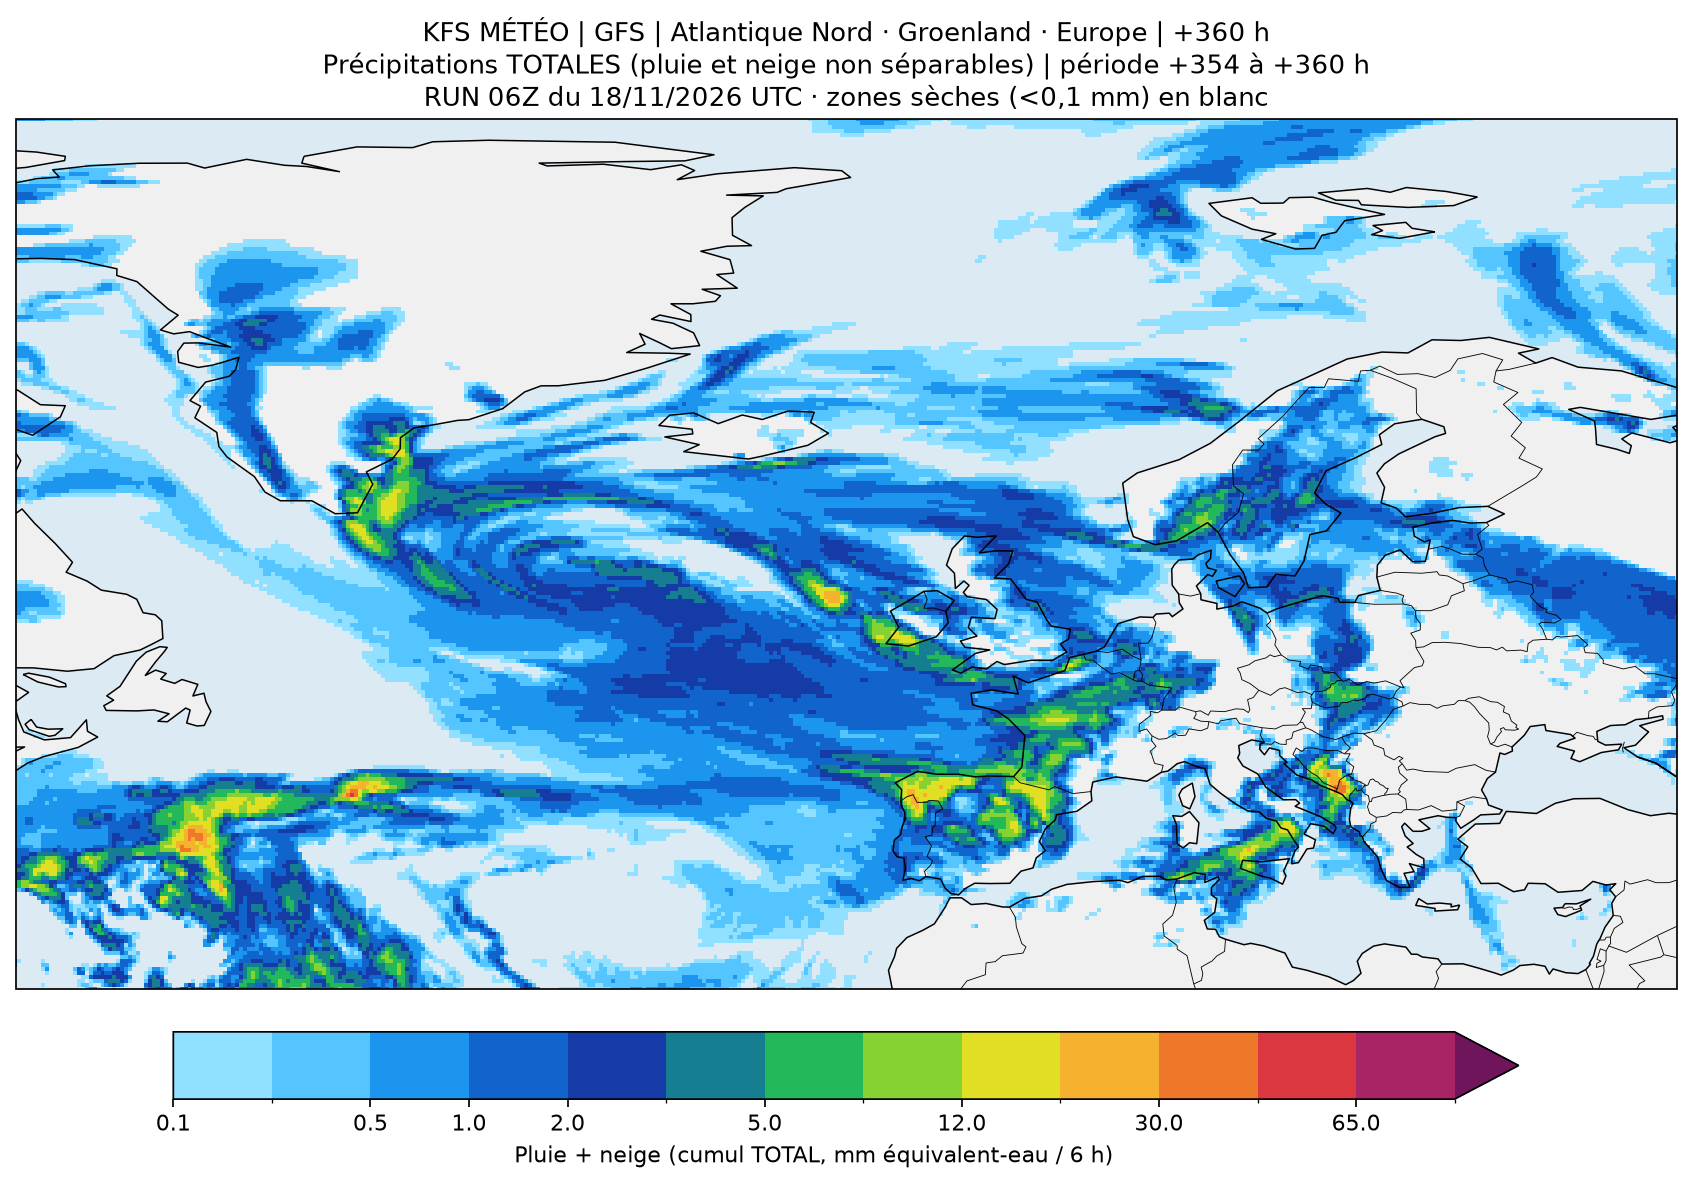 KFS MÉTÉO | GFS | Atlantique Nord · Groenland · Europe | +360 h
Précipitations TOTALES (pluie et neige non séparables) | période +354 à +360 h
RUN 06Z du 18/11/2026 UTC · zones sèches (<0,1 mm) en blanc
0.1 0.5 1.0 2.0 5.0 12.0 30.0 65.0
Pluie + neige (cumul TOTAL, mm équivalent-eau / 6 h)